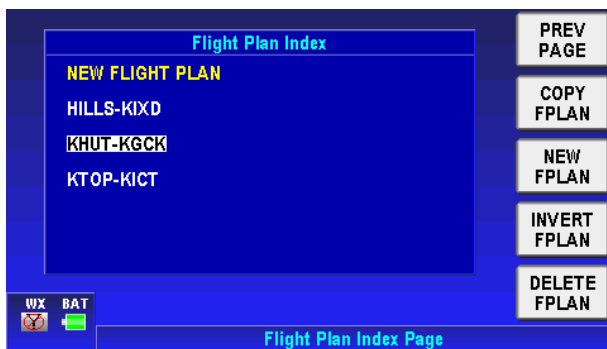 Flight Plan Index
NEW FLIGHT PLAN
HILLS-KIXD
KHUT-KGCK
KTOP-KICT
PREV
PAGE
COPY
FPLAN
NEW
FPLAN
INVERT
FPLAN
DELETE
FPLAN
WX BAT
Flight Plan Index Page